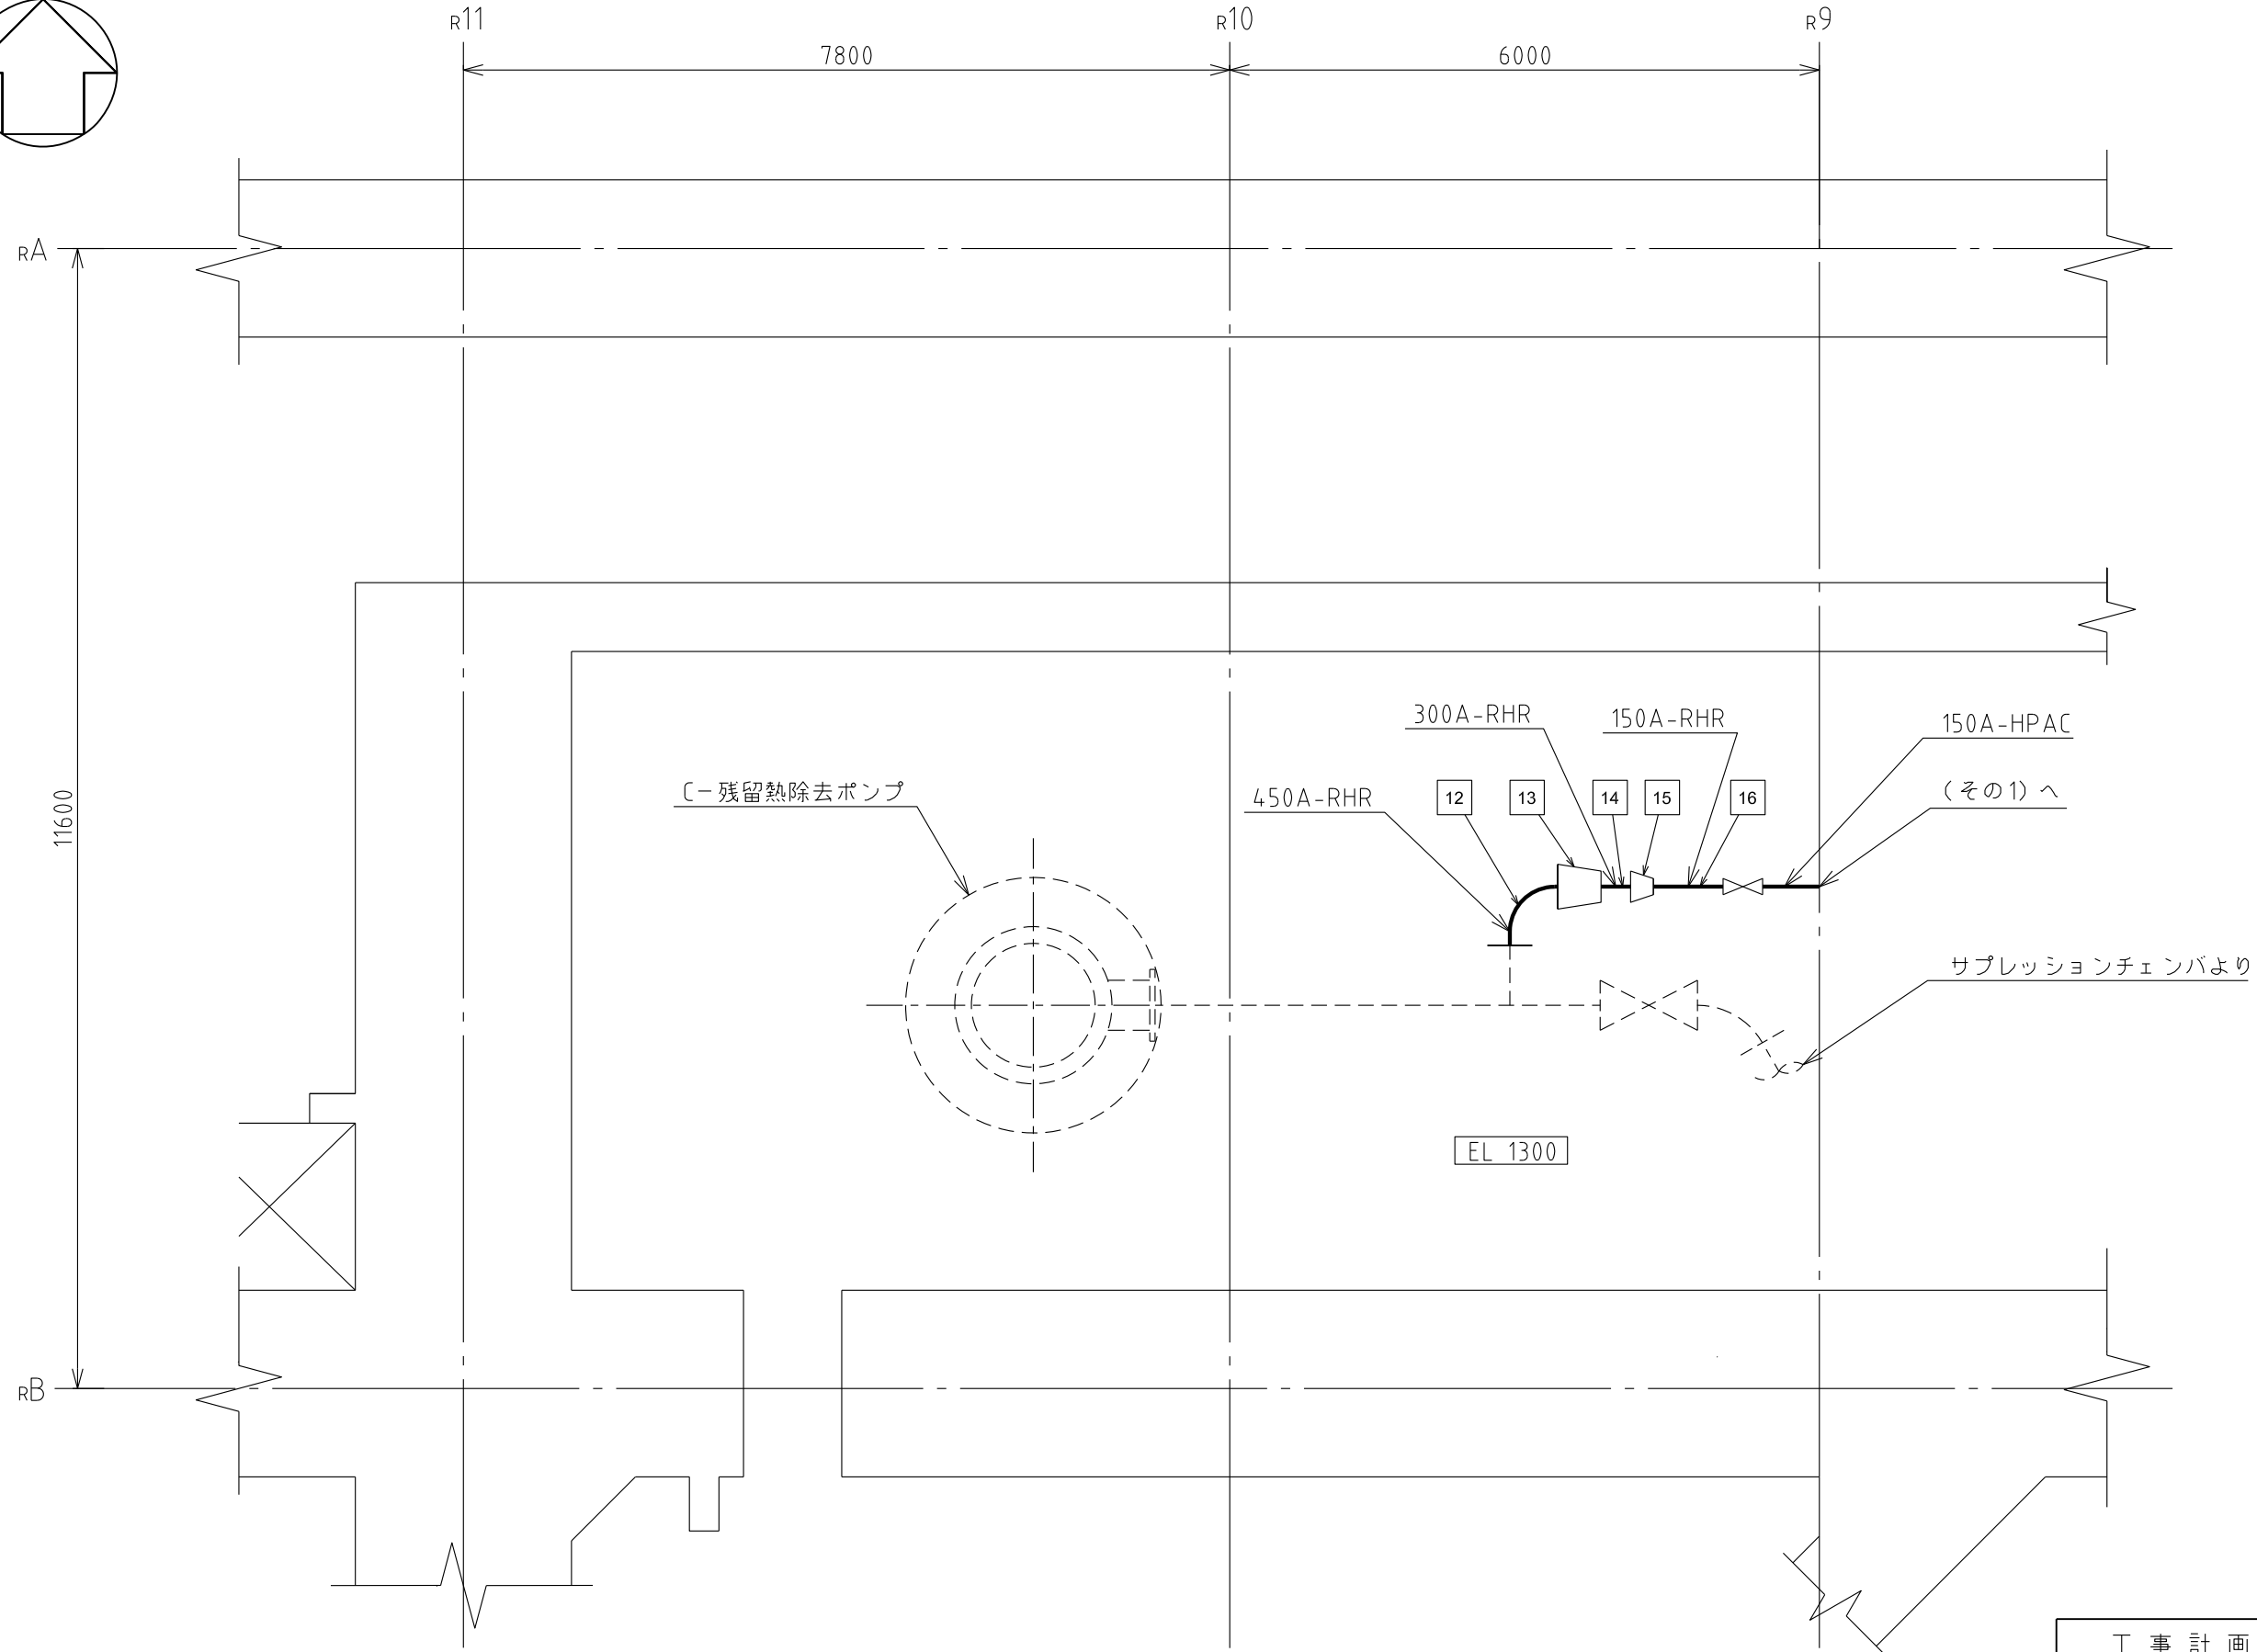 R11
R10
R9
7800
6000
RA
11600
300A-RHR
150A-RHR
150A-HPAC
C-残留熱除去ポンプ
450A-RHR
12
13
14
15
16
(その1)へ
サプレッションチェンバより
EL 1300
RB
工事計画